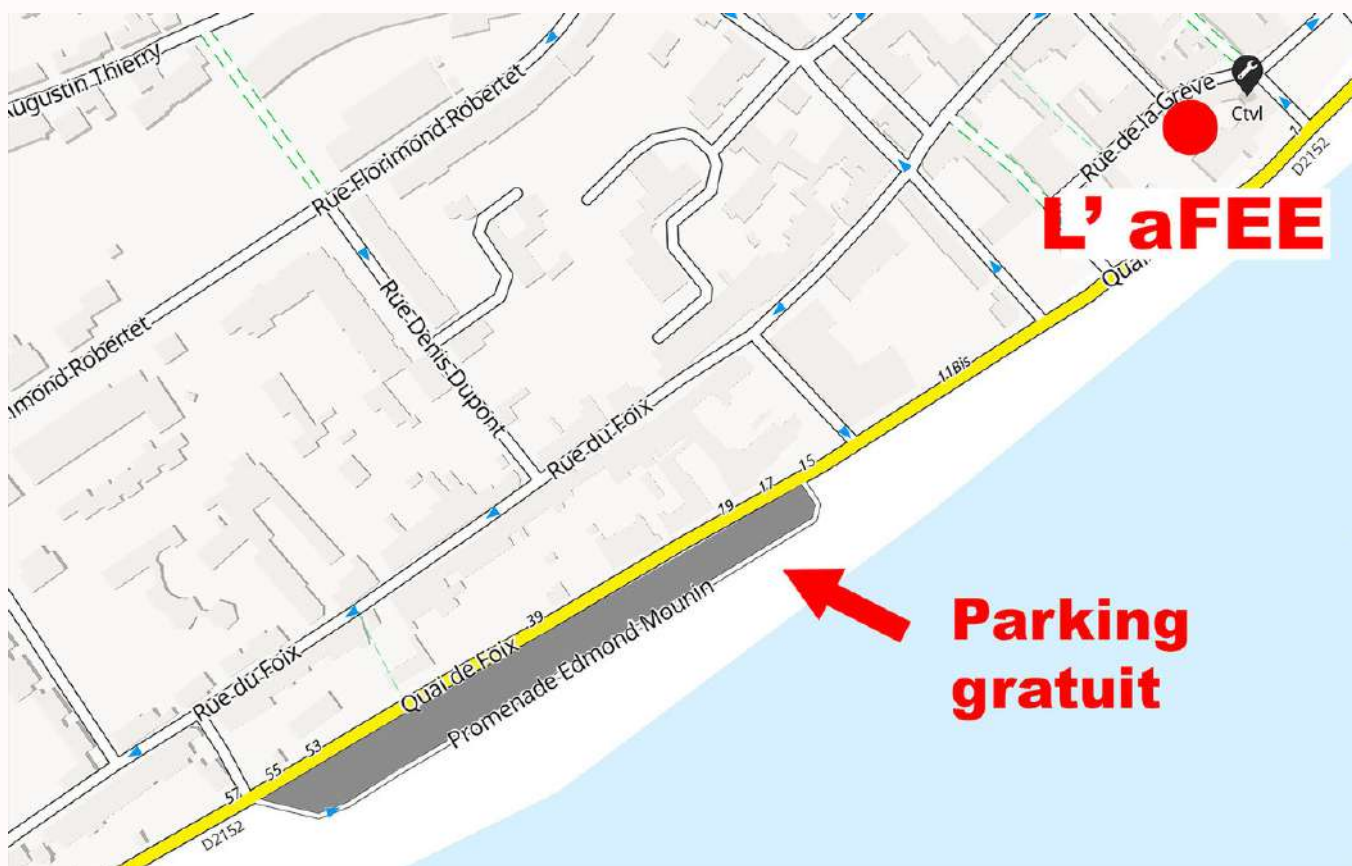 Augustin Thierry
Rue Florimond Robertet
Rue de la Grève
Ctvl
1
D2152
L' aFEE
Quai
imond Robertet
Rue Denis Dupont
11Bis
Rue du Foix
15
17
19
39
Parking
gratuit
Promenade Edmond Mounin
Quai de Foix
Rue du Foix
53
55
57
D2152